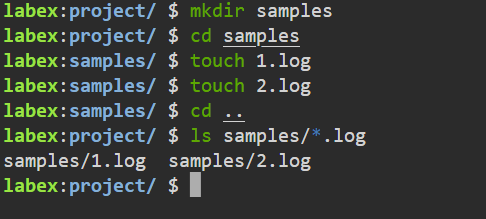 labex:project/ $ mkdir samples
labex:project/ $ cd samples
labex:samples/ $ touch 1.log
labex:samples/ $ touch 2.log
labex:samples/ $ cd ..
labex:project/ $ ls samples/*.log
samples/1.log  samples/2.log
labex:project/ $